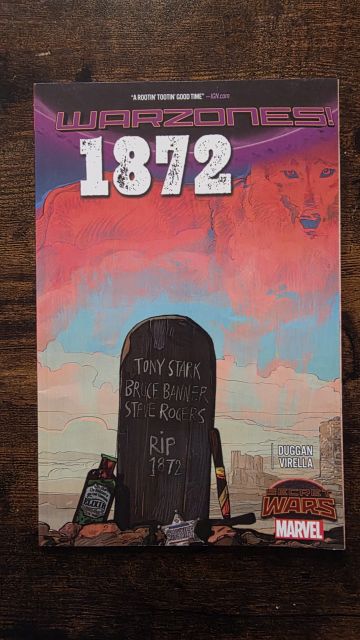 "A ROOTIN' TOOTIN' GOOD TIME" —IGN.com
WARZONES!
1872
TONY STARK
BRUCE BANNER
STEVE ROGERS
RIP
1872
DUGGAN
VIRELLA
SECRET
WARS
MARVEL